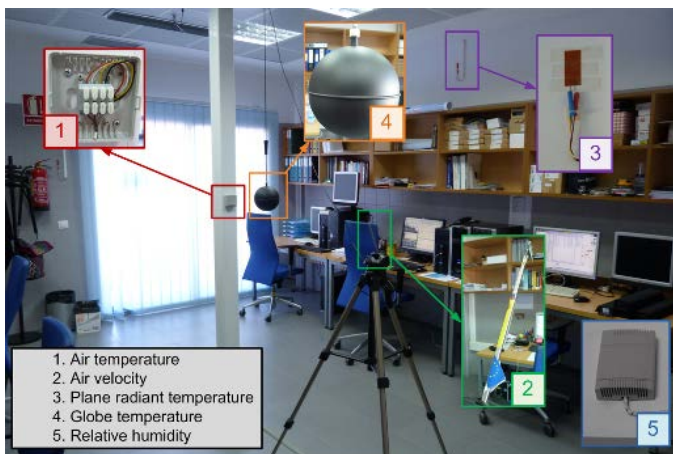 1
4
3
2
5
1. Air temperature
2. Air velocity
3. Plane radiant temperature
4. Globe temperature
5. Relative humidity